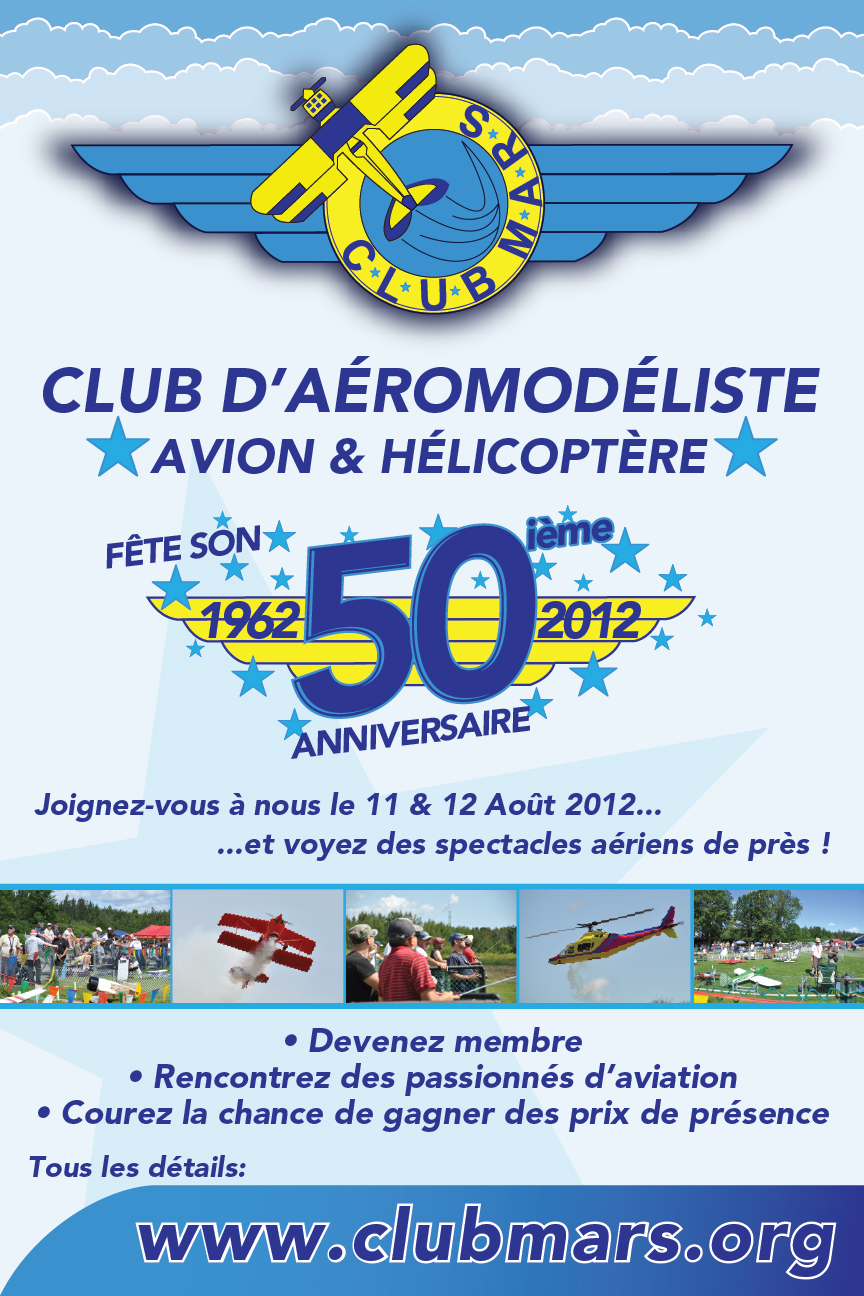 CLUB MARS
CLUB D'AÉROMODÉLISTE
AVION & HÉLICOPTÈRE
FÊTE SON
50ième
1962
2012
ANNIVERSAIRE
Joignez-vous à nous le 11 & 12 Août 2012...
...et voyez des spectacles aériens de près !
• Devenez membre
• Rencontrez des passionnés d'aviation
• Courez la chance de gagner des prix de présence
Tous les détails:
www.clubmars.org